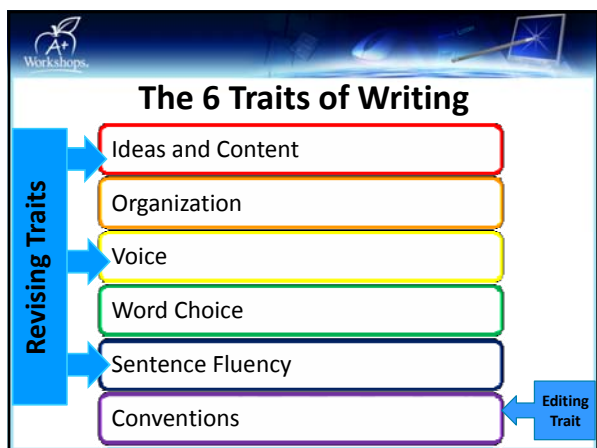 A+
Workshops.
The 6 Traits of Writing
Revising Traits
Ideas and Content
Organization
Voice
Word Choice
Sentence Fluency
Conventions
Editing
Trait